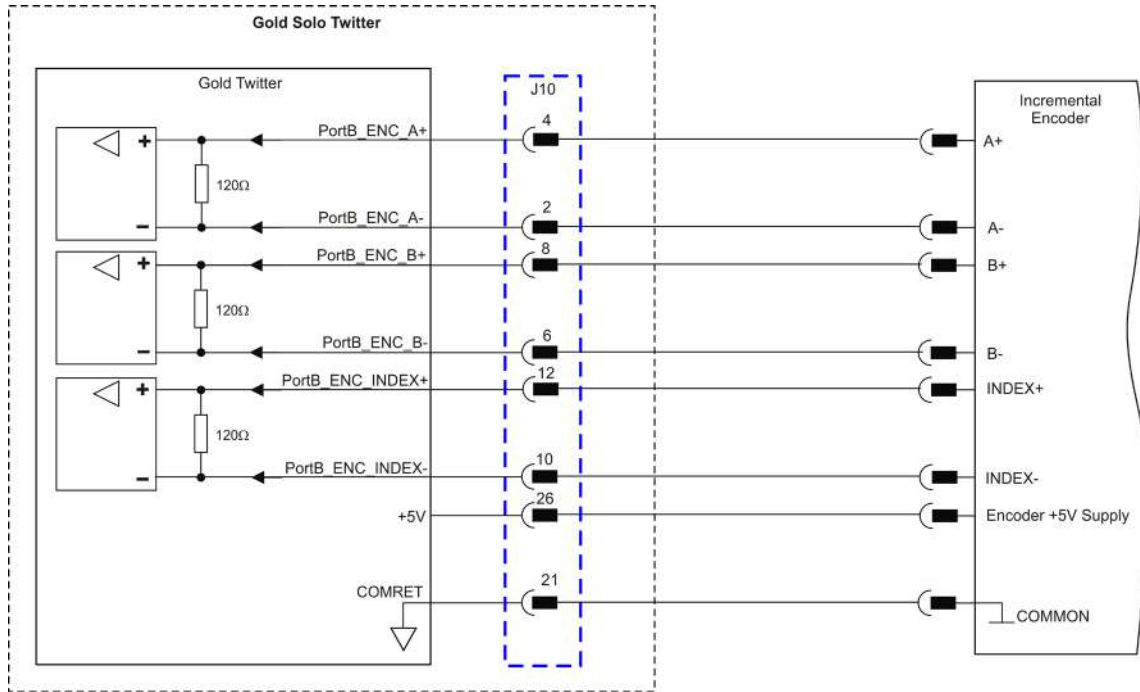 Gold Solo Twitter
Gold Twitter
J10
Incremental
Encoder
PortB_ENC_A+
4
A+
120Ω
PortB_ENC_A-
2
A-
PortB_ENC_B+
8
B+
120Ω
PortB_ENC_B-
6
B-
PortB_ENC_INDEX+
12
INDEX+
120Ω
PortB_ENC_INDEX-
10
INDEX-
+5V
26
Encoder +5V Supply
COMRET
21
COMMON